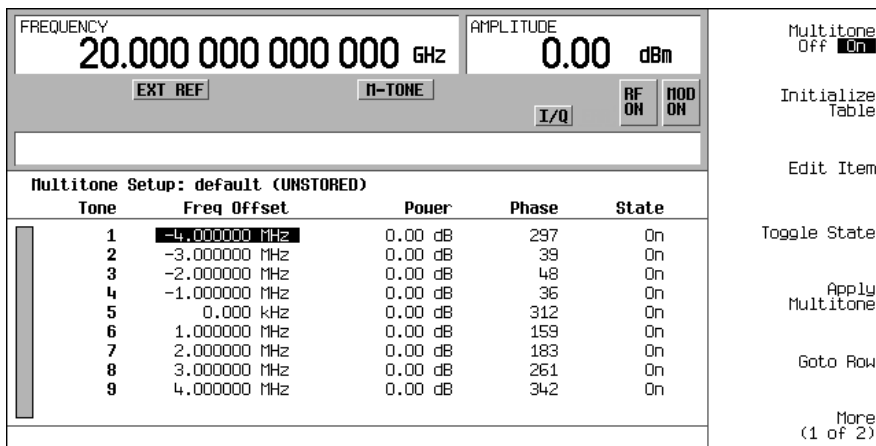 FREQUENCY
20.000 000 000 000 GHz
AMPLITUDE
0.00 dBm
EXT REF
M-TONE
I/Q
RF ON
MOD ON
Multitone Setup: default (UNSTORED)
Tone Freq Offset Power Phase State
1 -4.000000 MHz 0.00 dB 297 On
2 -3.000000 MHz 0.00 dB 39 On
3 -2.000000 MHz 0.00 dB 48 On
4 -1.000000 MHz 0.00 dB 36 On
5 0.000 kHz 0.00 dB 312 On
6 1.000000 MHz 0.00 dB 159 On
7 2.000000 MHz 0.00 dB 183 On
8 3.000000 MHz 0.00 dB 261 On
9 4.000000 MHz 0.00 dB 342 On
Multitone
Off On
Initialize
Table
Edit Item
Toggle State
Apply
Multitone
Goto Row
More
(1 of 2)